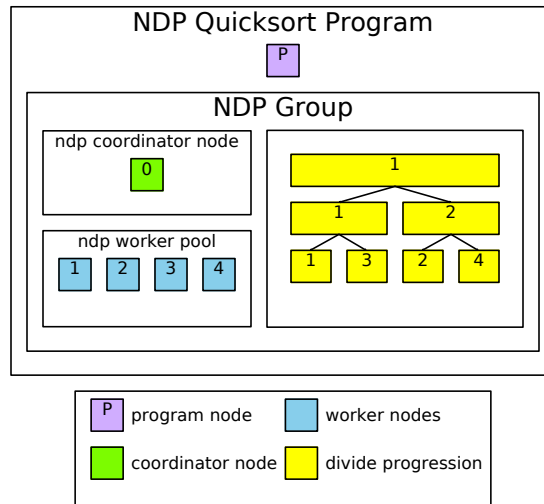 NDP Quicksort Program
P
NDP Group
ndp coordinator node
0
ndp worker pool
1 2 3 4
1
1 2
1 3 2 4
P program node
worker nodes
coordinator node
divide progression